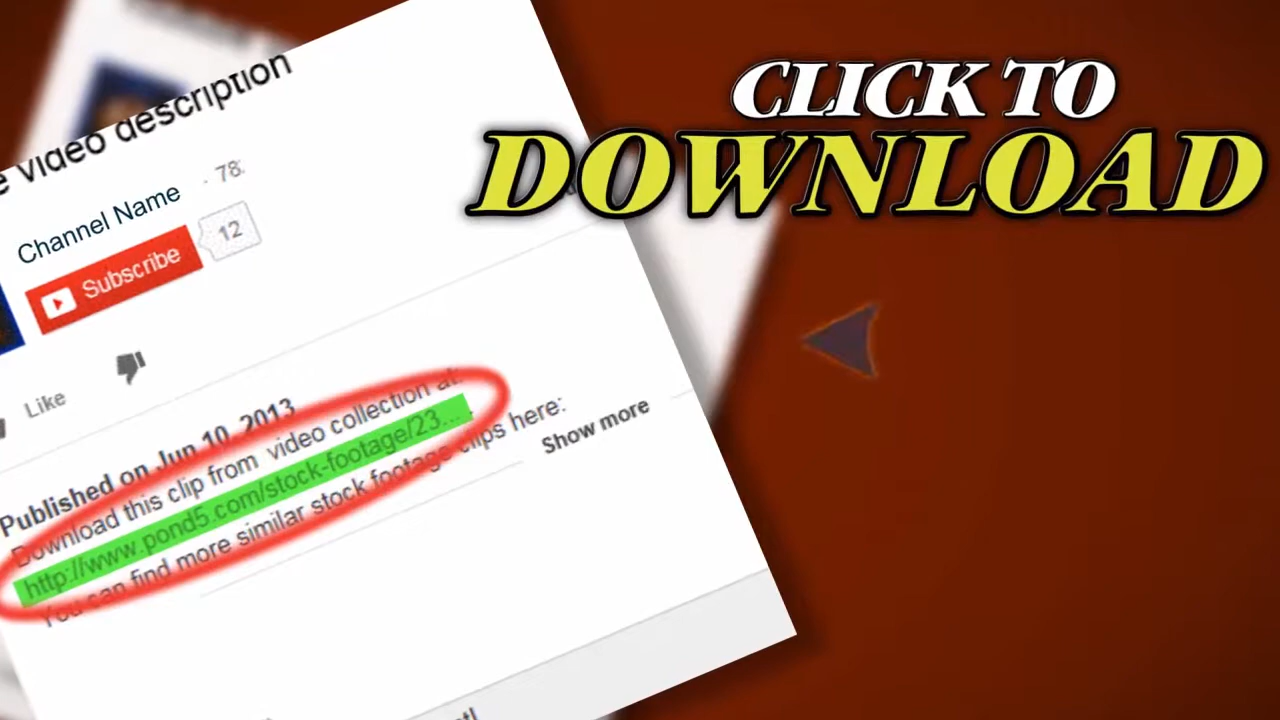 CLICK TO
DOWNLOAD
video description
Channel Name
Subscribe
12
Like
Published on Jun 10, 2013
Download this clip from video collection at:
http://www.pond5.com/stock-footage/23...
You can find more similar stock footage clips here:
Show more